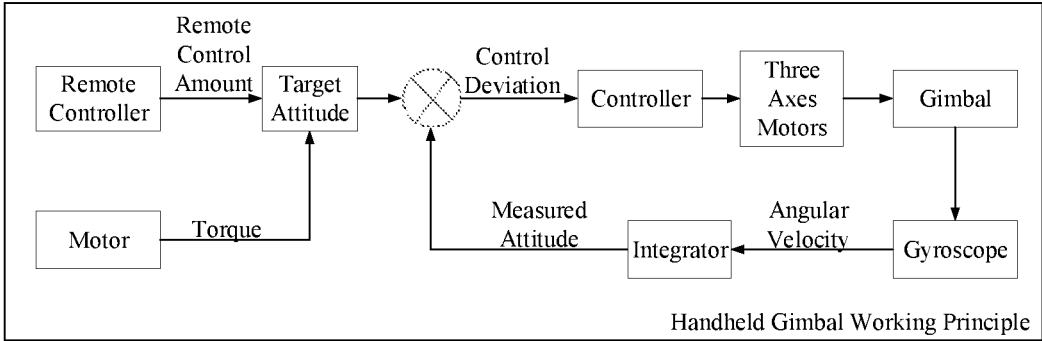 Remote
Control
Amount
Remote
Controller
Target
Attitude
Control
Deviation
Controller
Three
Axes
Motors
Gimbal
Motor
Torque
Measured
Attitude
Integrator
Angular
Velocity
Gyroscope
Handheld Gimbal Working Principle